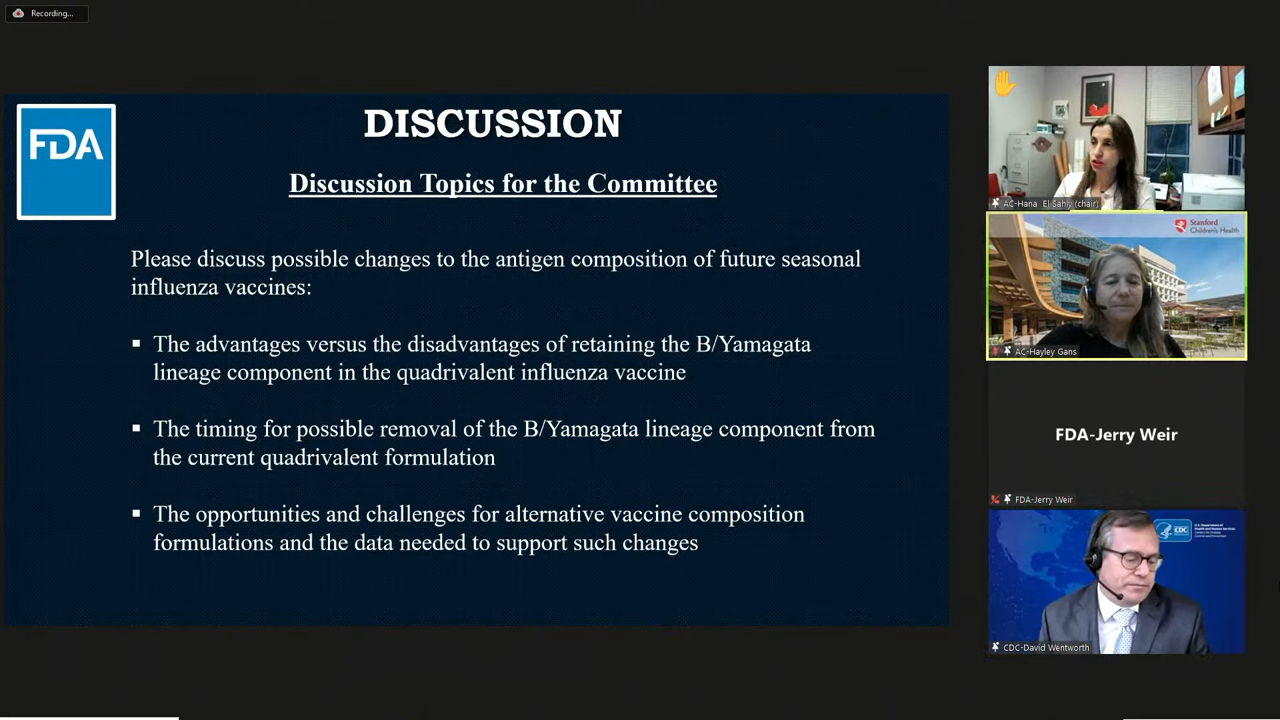 Recording...
FDA
DISCUSSION
Discussion Topics for the Committee
Please discuss possible changes to the antigen composition of future seasonal
influenza vaccines:
▪ The advantages versus the disadvantages of retaining the B/Yamagata
lineage component in the quadrivalent influenza vaccine
▪ The timing for possible removal of the B/Yamagata lineage component from
the current quadrivalent formulation
▪ The opportunities and challenges for alternative vaccine composition
formulations and the data needed to support such changes
AC-Hana El Sahly (chair)
Stanford
Children's Health
AC-Hayley Gans
FDA-Jerry Weir
FDA-Jerry Weir
CDC
CDC-David Wentworth